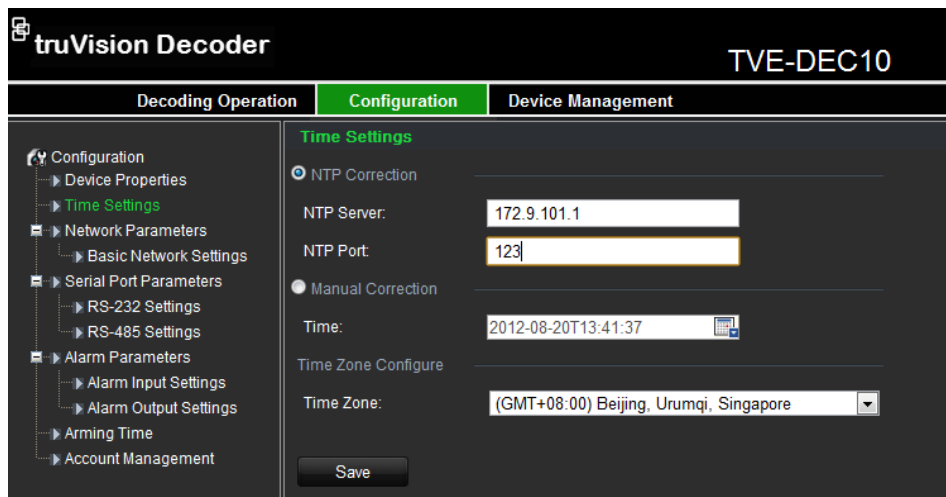 truVision Decoder
TVE-DEC10
Decoding Operation Configuration Device Management
Configuration
Device Properties
Time Settings
Network Parameters
Basic Network Settings
Serial Port Parameters
RS-232 Settings
RS-485 Settings
Alarm Parameters
Alarm Input Settings
Alarm Output Settings
Arming Time
Account Management
Time Settings
NTP Correction
NTP Server: 172.9.101.1
NTP Port: 123
Manual Correction
Time: 2012-08-20T13:41:37
Time Zone Configure
Time Zone: (GMT+08:00) Beijing, Urumqi, Singapore
Save